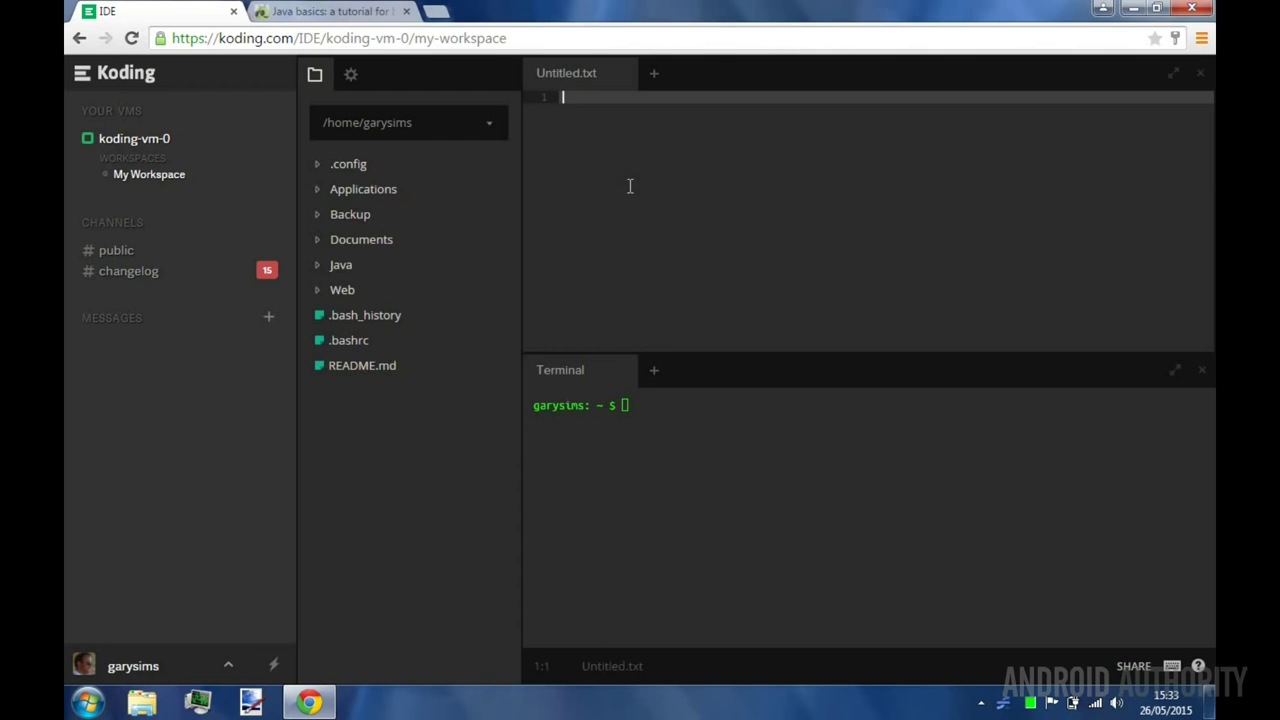 IDE
Java basics: a tutorial for
https://koding.com/IDE/koding-vm-0/my-workspace
Koding
YOUR VMS
koding-vm-0
WORKSPACES
My Workspace
CHANNELS
# public
# changelog
15
MESSAGES
garysims
/home/garysims
.config
Applications
Backup
Documents
Java
Web
.bash_history
.bashrc
README.md
Untitled.txt
1
Terminal
garysims: ~ $
1:1 Untitled.txt
SHARE
ANDROID AUTHORITY
15:33
26/05/2015